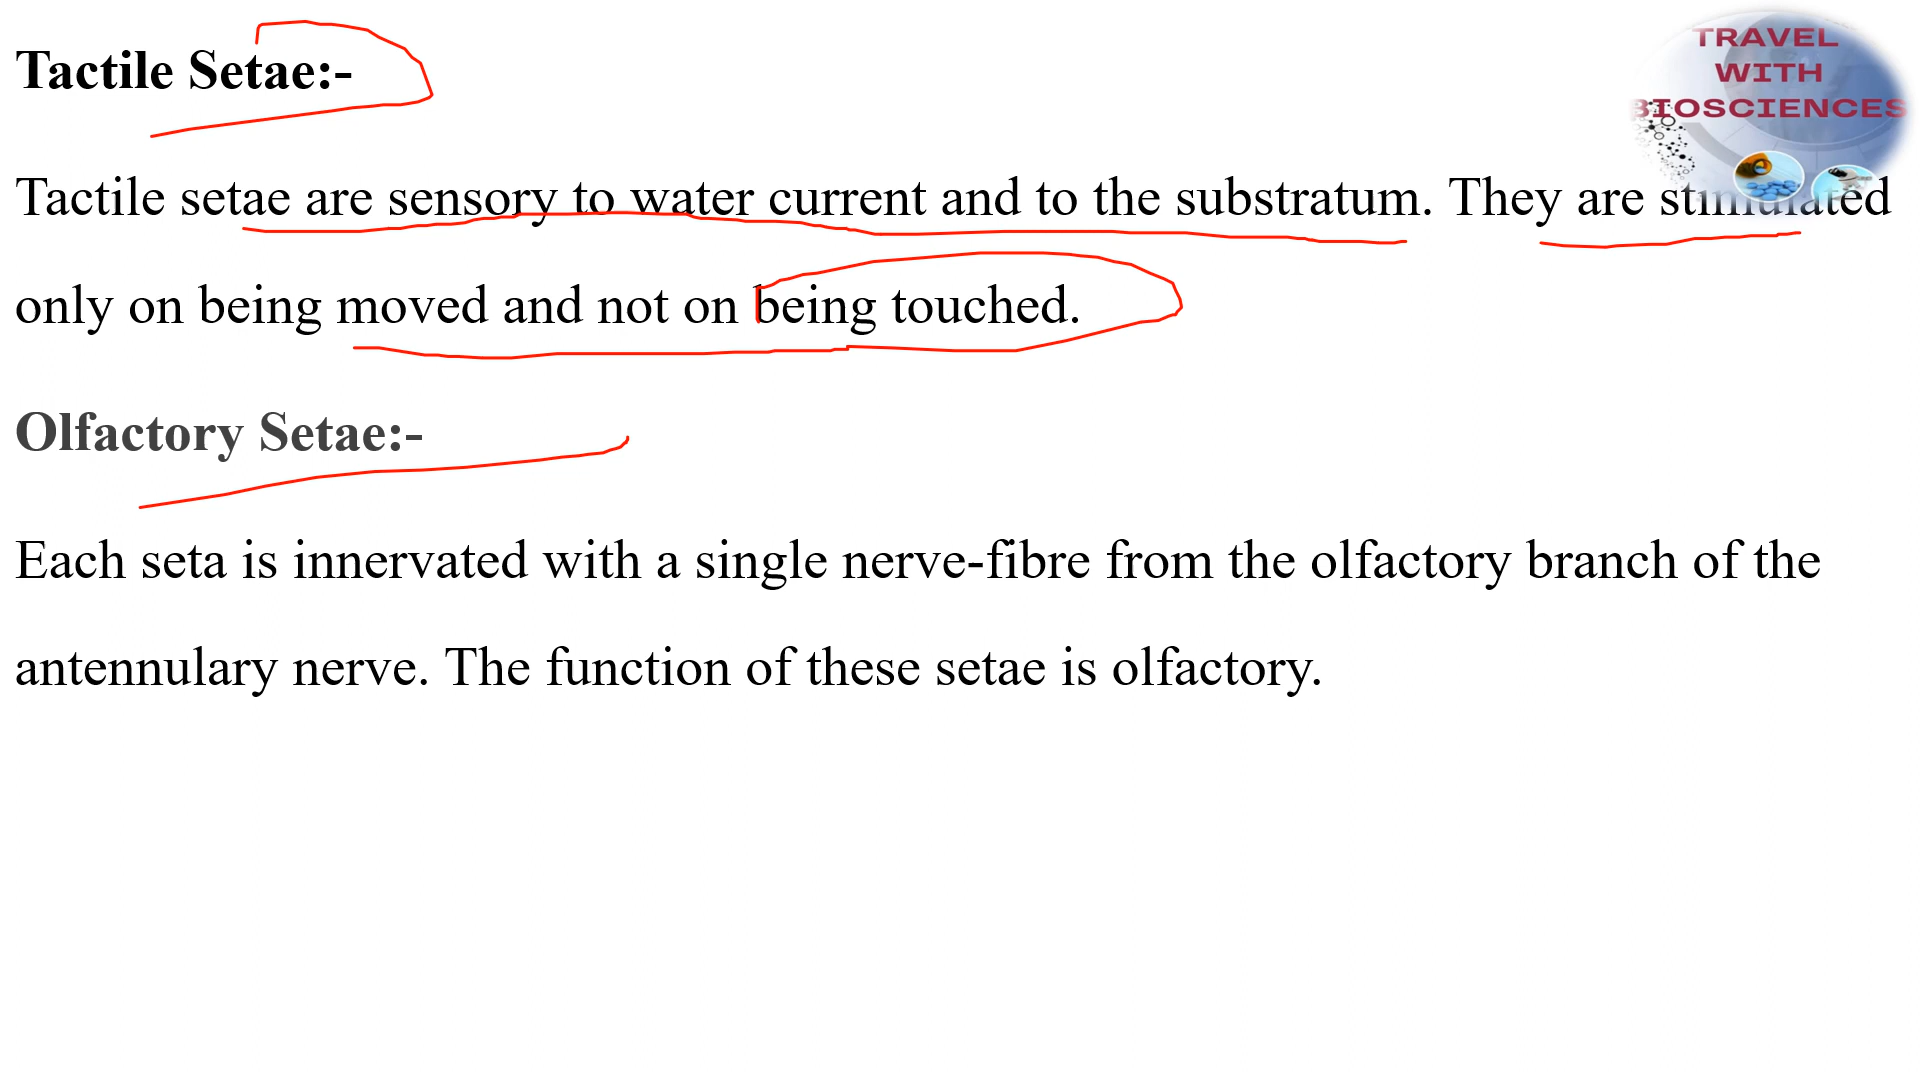 Tactile Setae:-
TRAVEL
WITH
BIOSCIENCES
Tactile setae are sensory to water current and to the substratum. They are stimulated
only on being moved and not on being touched.
Olfactory Setae:-
Each seta is innervated with a single nerve-fibre from the olfactory branch of the
antennulary nerve. The function of these setae is olfactory.